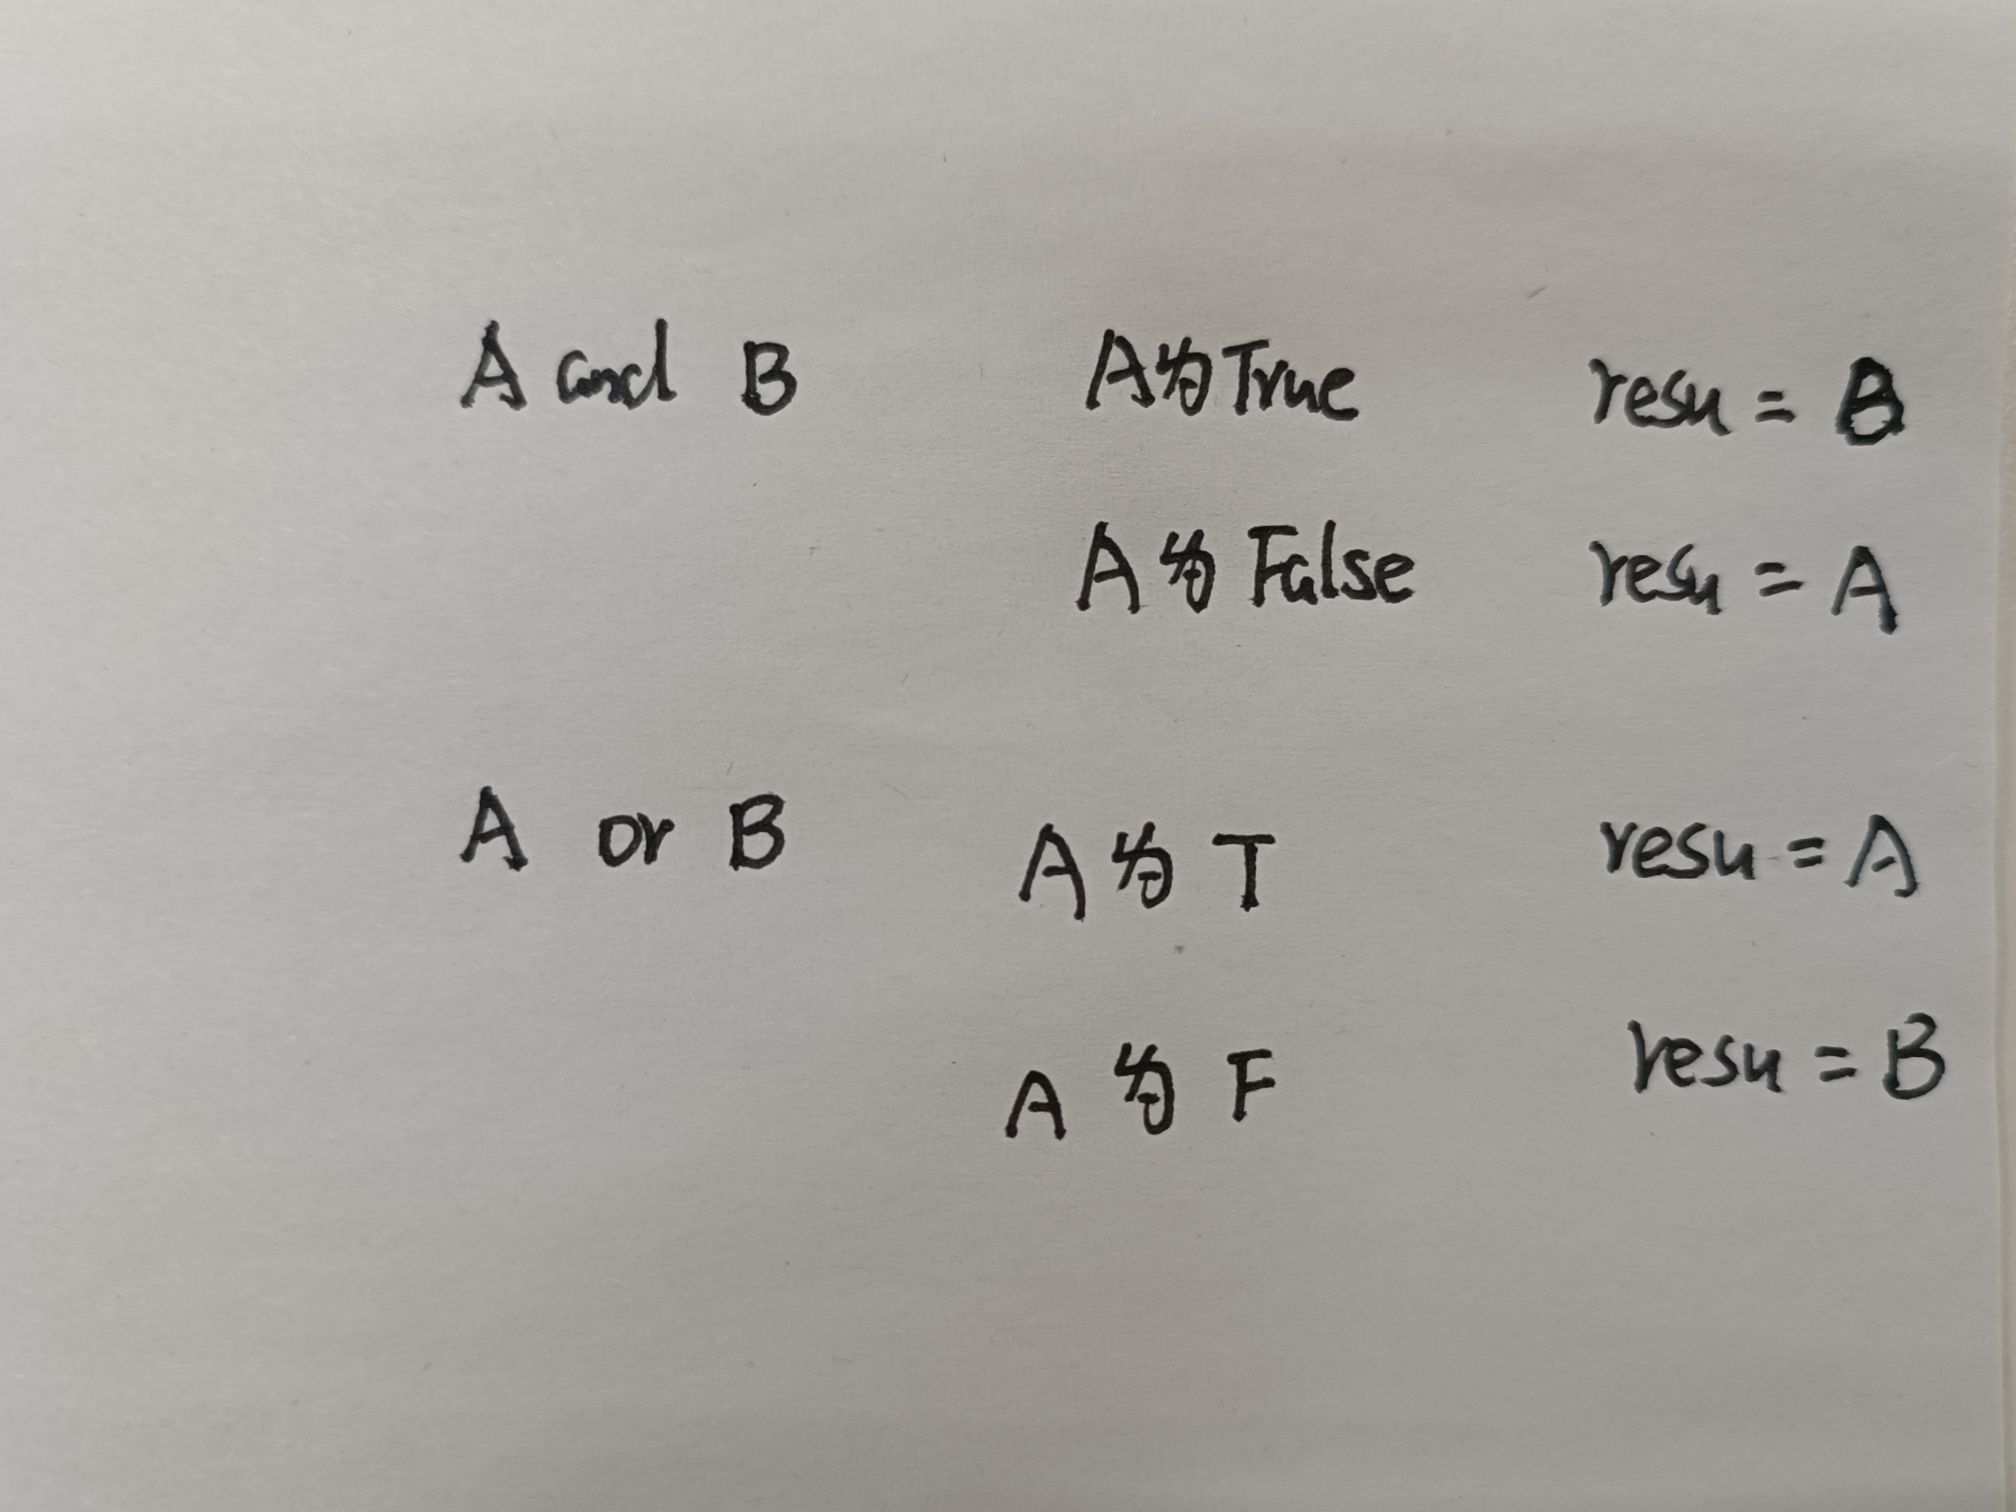 A and B A为True resu = B
A为False resu = A
A or B A为T resu = A
A为F resu = B